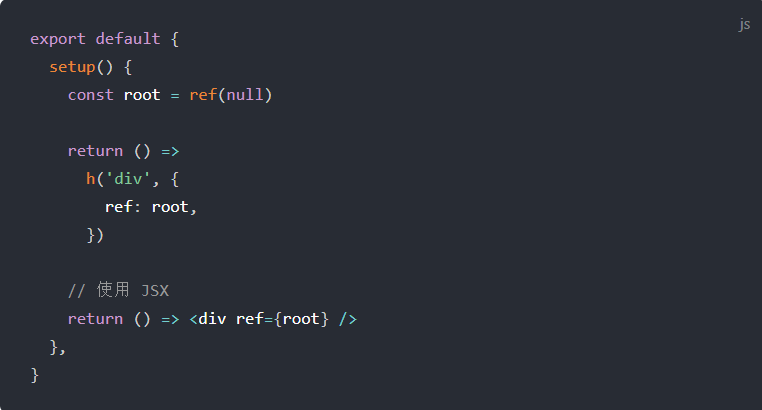 js
export default {
  setup() {
    const root = ref(null)

    return () =>
      h('div', {
        ref: root,
      })

    // 使用 JSX
    return () => <div ref={root} />
  },
}